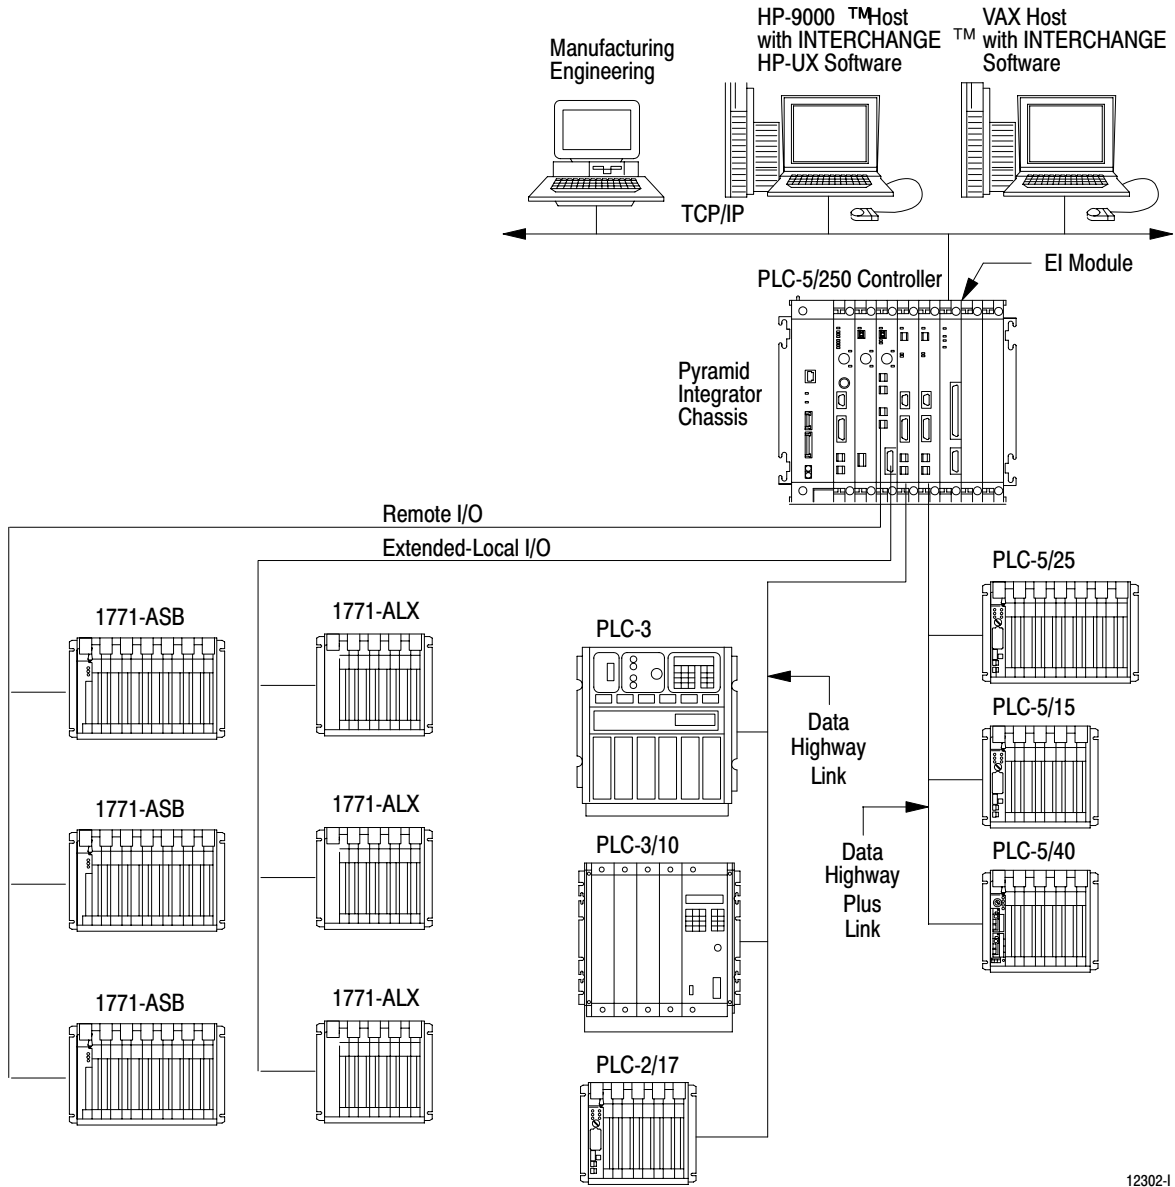 HP-9000 ™Host
with INTERCHANGE ™
HP-UX Software
VAX Host
with INTERCHANGE
Software
Manufacturing
Engineering
TCP/IP
EI Module
PLC-5/250 Controller
Pyramid
Integrator
Chassis
Remote I/O
Extended-Local I/O
1771-ASB
1771-ALX
PLC-3
PLC-5/25
Data
Highway
Link
PLC-5/15
1771-ASB
1771-ALX
PLC-3/10
Data
Highway
Plus
Link
PLC-5/40
1771-ASB
1771-ALX
PLC-2/17
12302-I